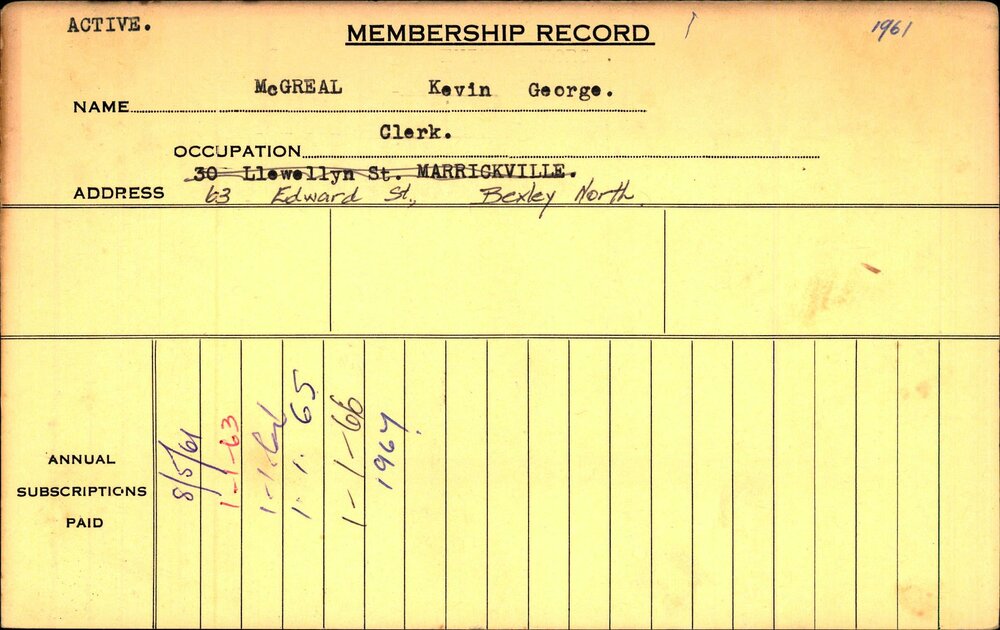 ACTIVE.
MEMBERSHIP RECORD
1961
NAME McGREAL Kevin George.
OCCUPATION Clerk.
30 Llewellyn St. MARRICKVILLE.
ADDRESS 63 Edward St., Bexley North
ANNUAL
SUBSCRIPTIONS
PAID
8/5/61
1-1-63
1-1-64
1. 1. 65
1-1-66
1967